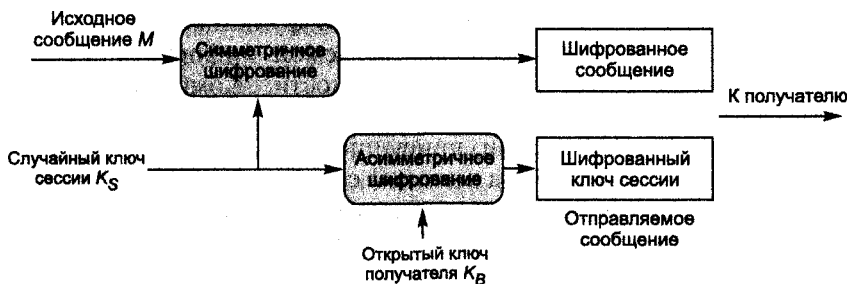 Исходное
сообщение M
Симметричное
шифрование
Шифрованное
сообщение
К получателю
Случайный ключ
сессии K_S
Асимметричное
шифрование
Шифрованный
ключ сессии
Отправляемое
сообщение
Открытый ключ
получателя K_B